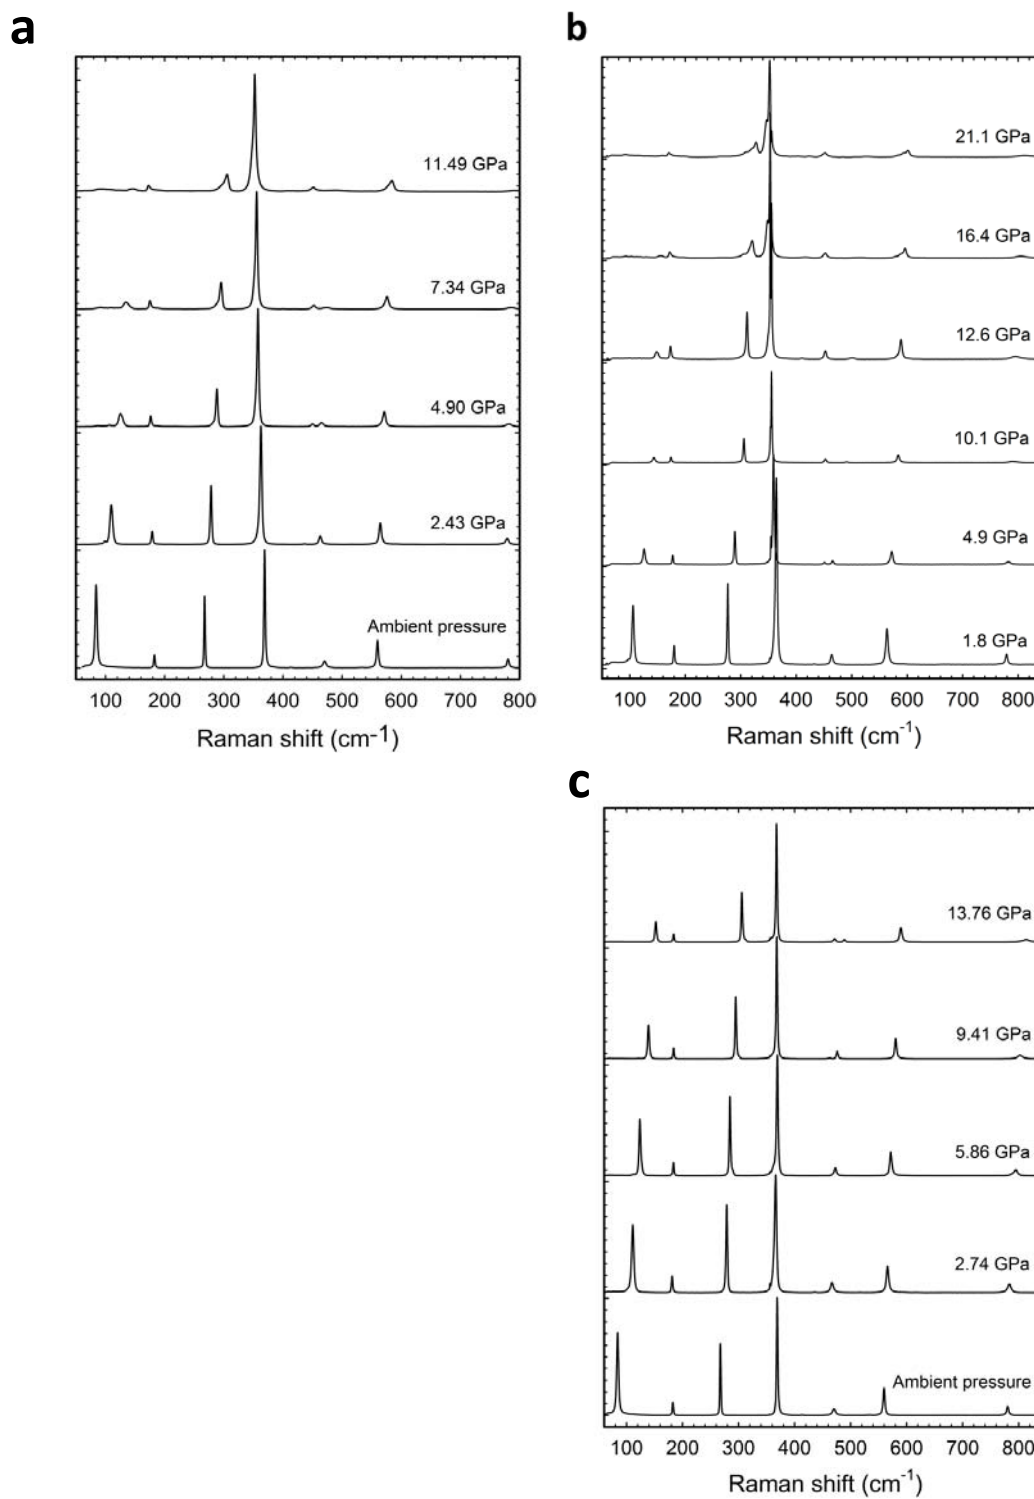 a
11.49 GPa
7.34 GPa
4.90 GPa
2.43 GPa
Ambient pressure
100 200 300 400 500 600 700 800
Raman shift (cm-1)
b
21.1 GPa
16.4 GPa
12.6 GPa
10.1 GPa
4.9 GPa
1.8 GPa
100 200 300 400 500 600 700 800
Raman shift (cm-1)
c
13.76 GPa
9.41 GPa
5.86 GPa
2.74 GPa
Ambient pressure
100 200 300 400 500 600 700 800
Raman shift (cm-1)